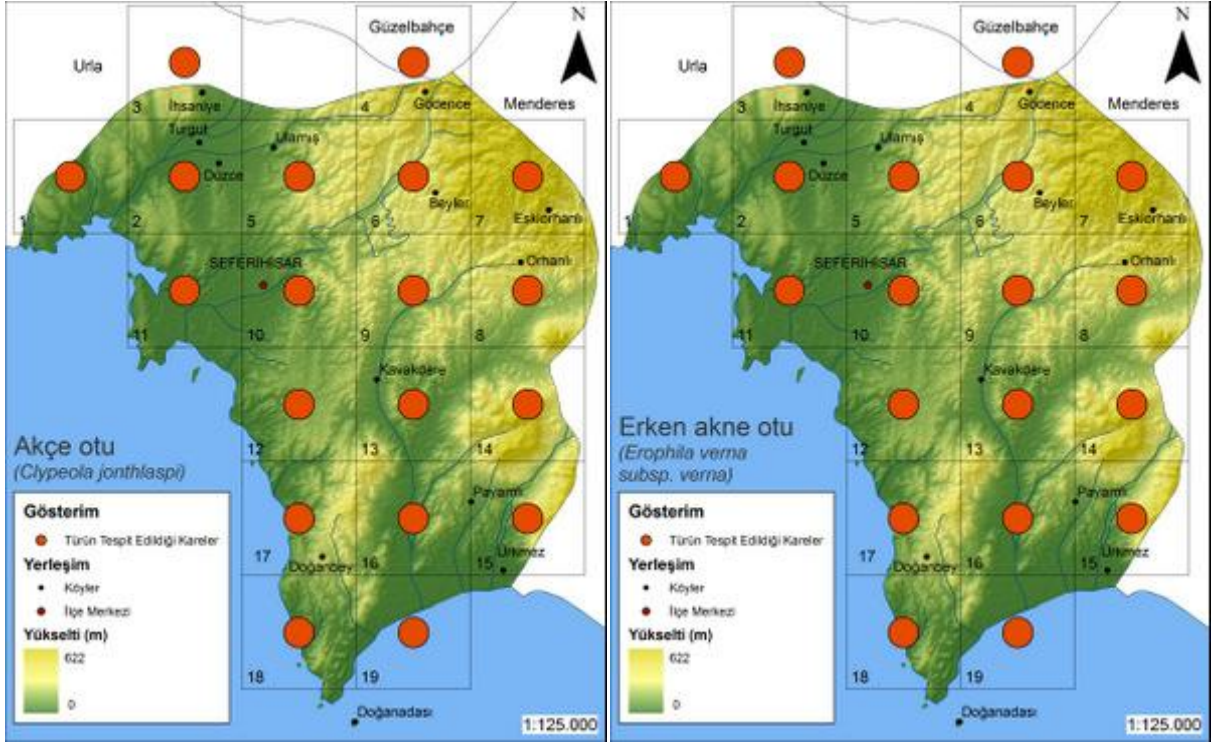 N
Güzelbahçe
Urla
Menderes
Gödence
İhsaniye
3
4
Turgut
Ulamış
Düzce
Beyler
Eskiorhanlı
1
2
5
6
7
SEFERİHİSAR
Orhanlı
11
10
9
8
Kavakdere
Akçe otu
(Clypeola jonthlaspi)
12
13
14
Payamlı
Gösterim
Türün Tespit Edildiği Kareler
Yerleşim
Köyler
İlçe Merkezi
Yükselti (m)
622
0
17
Doğanbey
16
15
Ürkmez
18
19
Doğanadası
1:125.000
N
Güzelbahçe
Urla
Menderes
Gödence
İhsaniye
3
4
Turgut
Ulamış
Düzce
Beyler
Eskiorhanlı
1
2
5
6
7
SEFERİHİSAR
Orhanlı
11
10
9
8
Kavakdere
Erken akne otu
(Erophila verna
subsp. verna)
12
13
14
Payamlı
Gösterim
Türün Tespit Edildiği Kareler
Yerleşim
Köyler
İlçe Merkezi
Yükselti (m)
622
0
17
Doğanbey
16
15
Ürkmez
18
19
Doğanadası
1:125.000